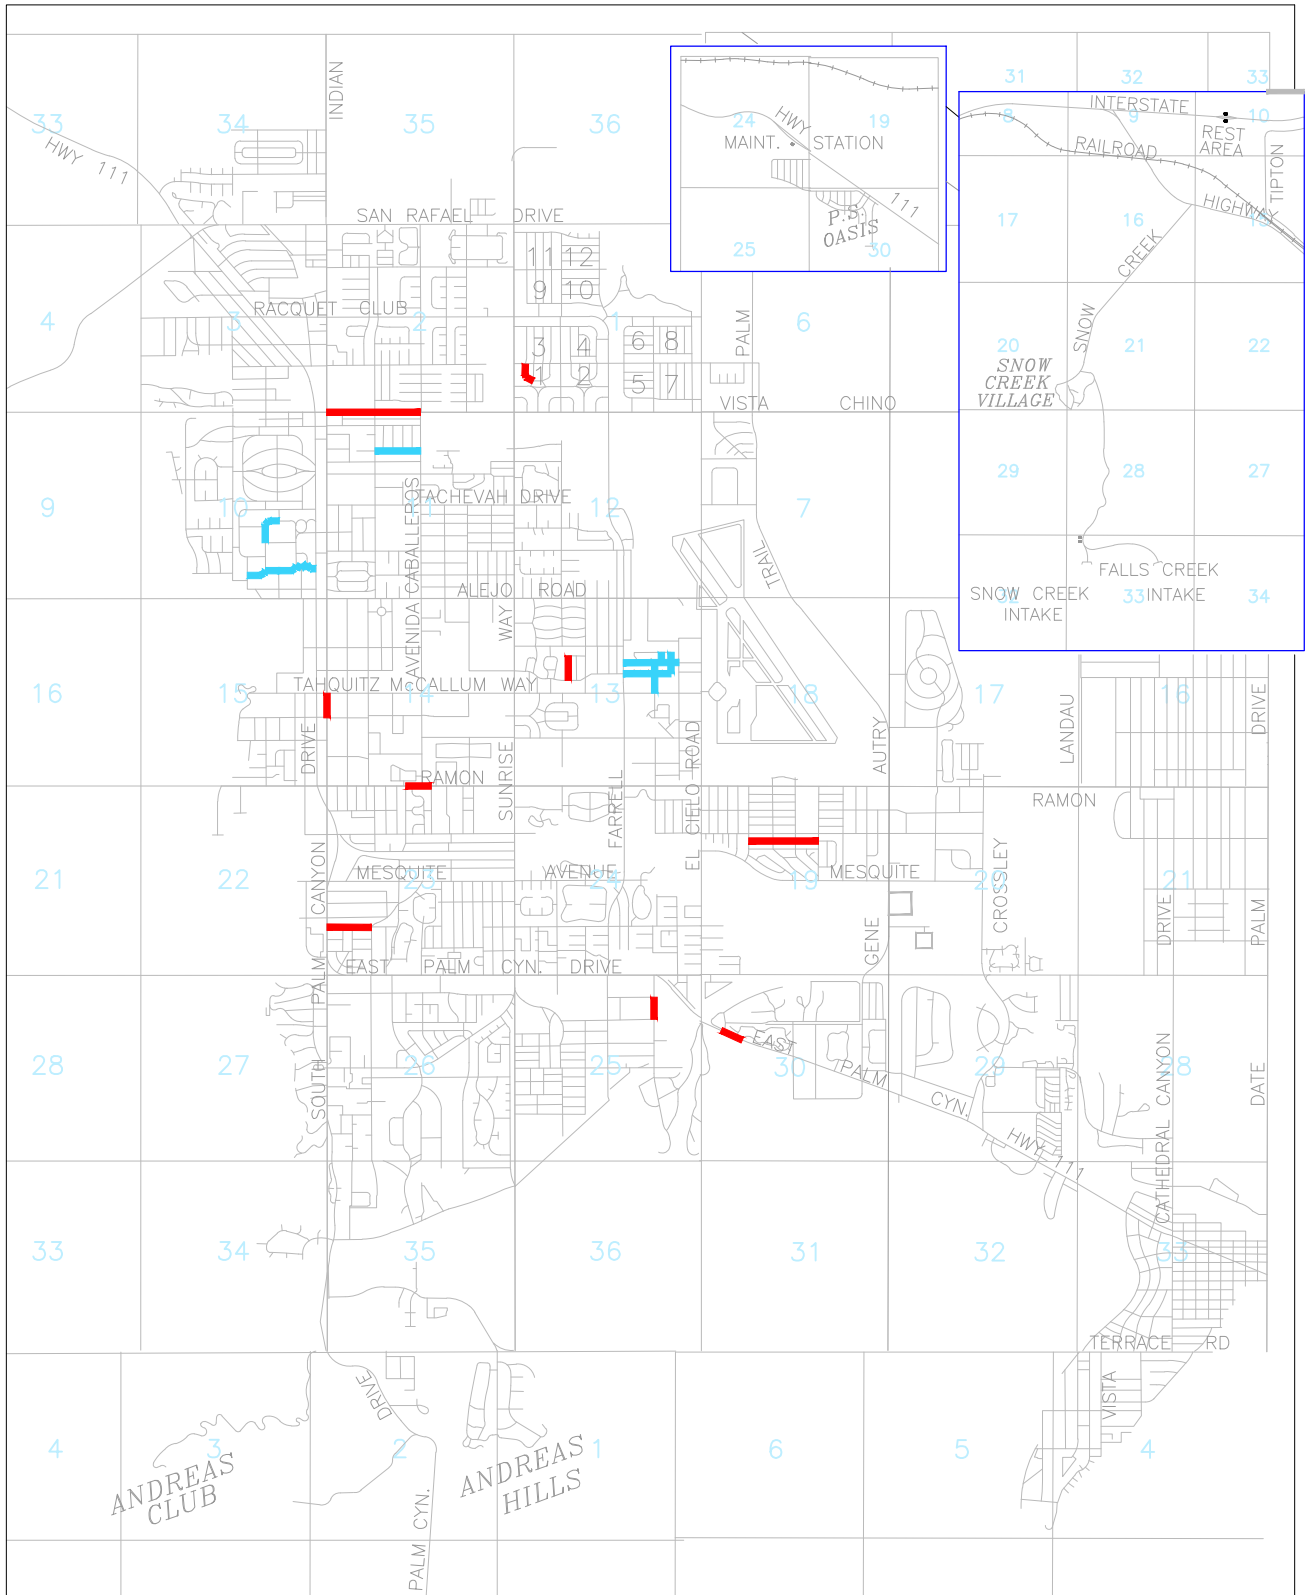 31 32 33
INTERSTATE
8 9 10
REST
AREA
RAILROAD
TIPTON
HIGHWAY
17 16 15
CREEK
SNOW
20 21 22
SNOW
CREEK
VILLAGE
29 28 27
FALLS CREEK
INTAKE
SNOW CREEK
INTAKE
32 33 34
24 19
HWY
MAINT. STATION
111
P.S.
OASIS
25 30
33 34 35 36
HWY 111
INDIAN
SAN RAFAEL DRIVE
11 12
9 10
RACQUET CLUB
4 3 2 1 6
PALM
3 4 6 8
1 2 5 7
VISTA CHINO
9 10 11 12 7
TACHEVAH DRIVE
AVENIDA CABALLEROS
TRAIL
ALEJO ROAD
WAY
16 15 14 13 18 17 16
TAHQUITZ McCALLUM WAY
DRIVE
SUNRISE
FARRELL
EL CIELO ROAD
AUTRY
LANDAU
DRIVE
RAMON
RAMON
21 22 23 24 19 20 21
MESQUITE AVENUE MESQUITE
CANYON
GENE
CROSSLEY
DRIVE
PALM
EAST PALM CYN. DRIVE
PALM
28 27 26 25 30 29 28
SOUTH
EAST PALM CYN.
HWY 111
CATHEDRAL CANYON
DATE
33 34 35 36 31 32 33
TERRACE RD
DRIVE
VISTA
4 3 2 1 6 5 4
ANDREAS
CLUB
ANDREAS
HILLS
PALM CYN.